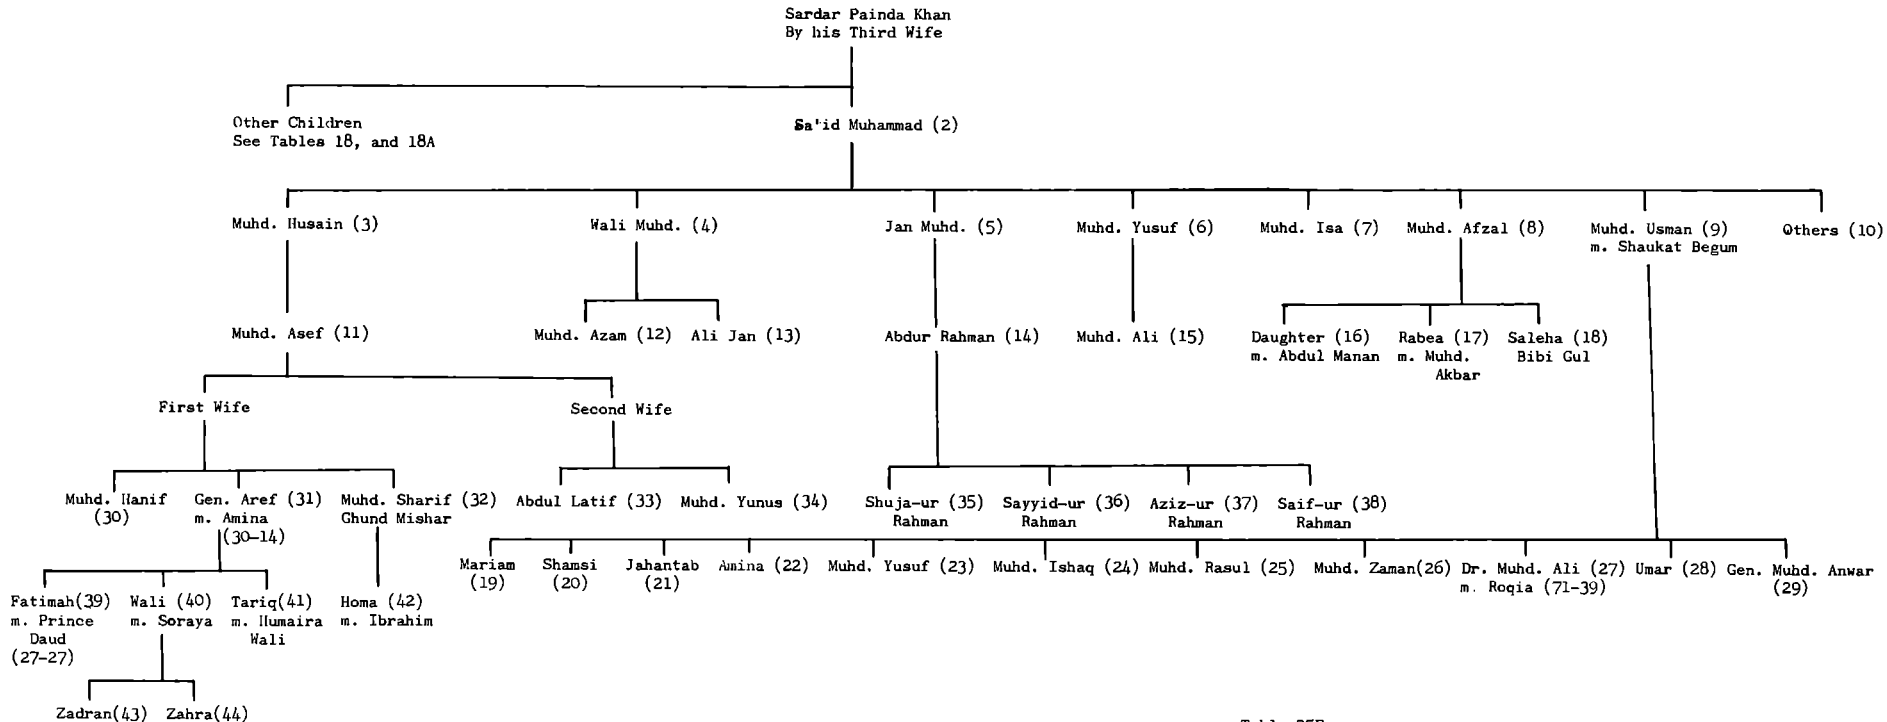 Sardar Painda Khan
By his Third Wife
Other Children
See Tables 18, and 18A
Sa'id Muhammad (2)
Muhd. Husain (3)
Wali Muhd. (4)
Jan Muhd. (5)
Muhd. Yusuf (6)
Muhd. Isa (7)
Muhd. Afzal (8)
Muhd. Usman (9)
m. Shaukat Begum
Others (10)
Muhd. Asef (11)
Muhd. Azam (12)
Ali Jan (13)
Abdur Rahman (14)
Muhd. Ali (15)
Daughter (16)
m. Abdul Manan
Rabea (17)
m. Muhd.
Akbar
Saleha (18)
Bibi Gul
First Wife
Second Wife
Muhd. Hanif
(30)
Gen. Aref (31)
m. Amina
(30-14)
Muhd. Sharif (32)
Ghund Mishar
Abdul Latif (33)
Muhd. Yunus (34)
Shuja-ur (35)
Rahman
Sayyid-ur (36)
Rahman
Aziz-ur (37)
Rahman
Saif-ur (38)
Rahman
Mariam
(19)
Shamsi
(20)
Jahantab
(21)
Amina (22)
Muhd. Yusuf (23)
Muhd. Ishaq (24)
Muhd. Rasul (25)
Muhd. Zaman(26)
Dr. Muhd. Ali (27)
m. Roqia (71-39)
Umar (28)
Gen. Muhd. Anwar
(29)
Fatimah(39)
m. Prince
Daud
(27-27)
Wali (40)
m. Soraya
Tariq(41)
m. Humaira
Wali
Homa (42)
m. Ibrahim
Zadran(43)
Zahra(44)